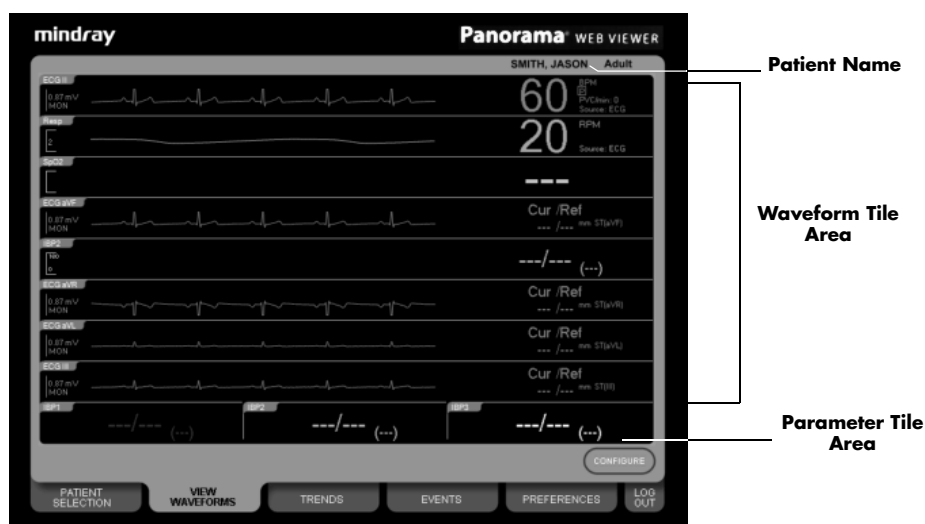 mindray
Panorama® WEB VIEWER
SMITH, JASON Adult
Patient Name
ECG II
0.87 mV
MON
60
BPM
PVC/min: 0
Source: ECG
Resp
2
20
RPM
Source: ECG
SpO2
---
ECG aVF
0.87 mV
MON
Cur /Ref
--- /--- mm ST(aVF)
Waveform Tile
Area
IBP2
180
0
---/--- (---)
ECG aVR
0.87 mV
MON
Cur /Ref
--- /--- mm ST(aVR)
ECG aVL
0.87 mV
MON
Cur /Ref
--- /--- mm ST(aVL)
ECG III
0.87 mV
MON
Cur /Ref
--- /--- mm ST(III)
IBP1
---/--- (---)
IBP2
---/--- (---)
IBP3
---/--- (---)
Parameter Tile
Area
CONFIGURE
PATIENT
SELECTION
VIEW
WAVEFORMS
TRENDS
EVENTS
PREFERENCES
LOG
OUT